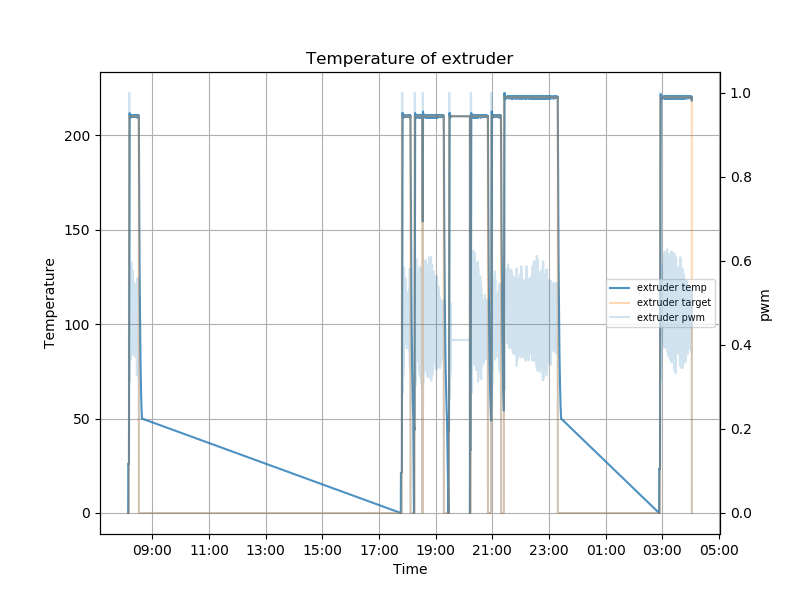 Temperature of extruder
200
150
100
50
0
Temperature
1.0
0.8
0.6
0.4
0.2
0.0
pwm
extruder temp
extruder target
extruder pwm
09:00 11:00 13:00 15:00 17:00 19:00 21:00 23:00 01:00 03:00 05:00
Time